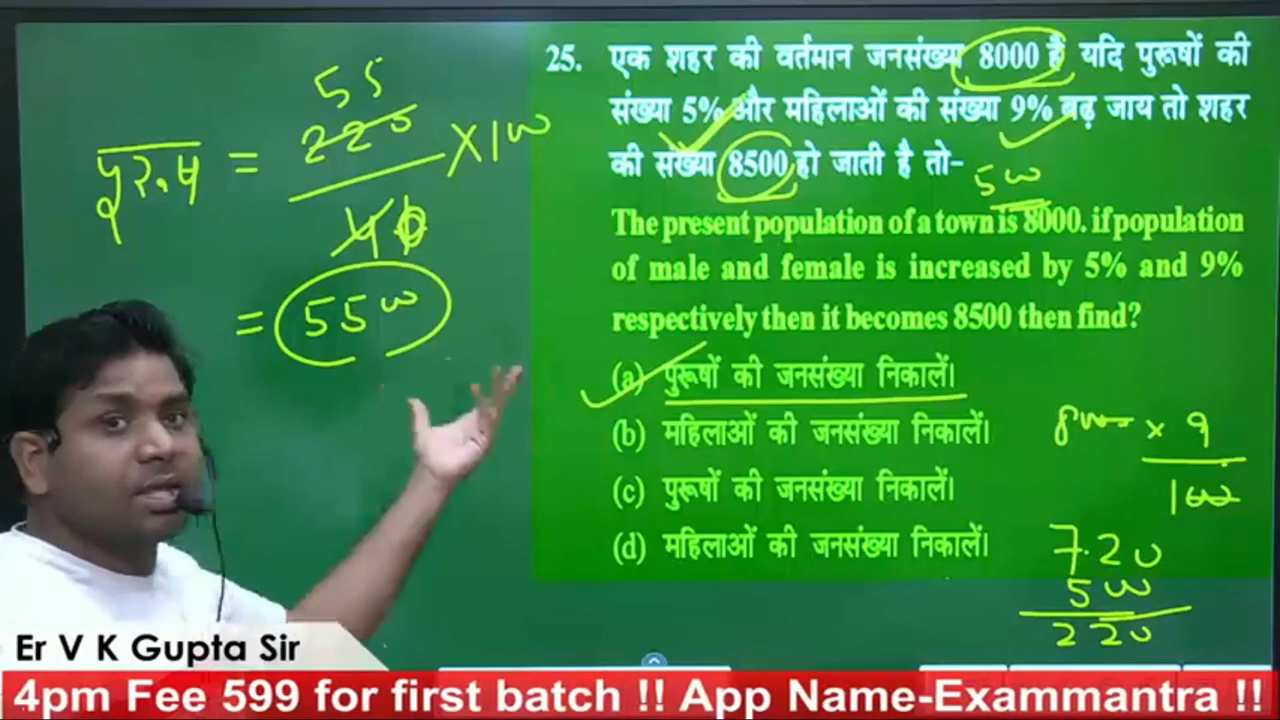 25. एक शहर की वर्तमान जनसंख्या 8000 है यदि पुरूषों की
संख्या 5% और महिलाओं की संख्या 9% बढ़ जाय तो शहर
की संख्या 8500 हो जाती है तो-
500
The present population of a town is 8000. if population
of male and female is increased by 5% and 9%
respectively then it becomes 8500 then find?
(a) पुरूषों की जनसंख्या निकालें।
(b) महिलाओं की जनसंख्या निकालें।
(c) पुरूषों की जनसंख्या निकालें।
(d) महिलाओं की जनसंख्या निकालें।
55
= 220 × 100
= 5500
8000 × 9
100
720
500
220
Er V K Gupta Sir
4pm Fee 599 for first batch !! App Name-Exammantra !!